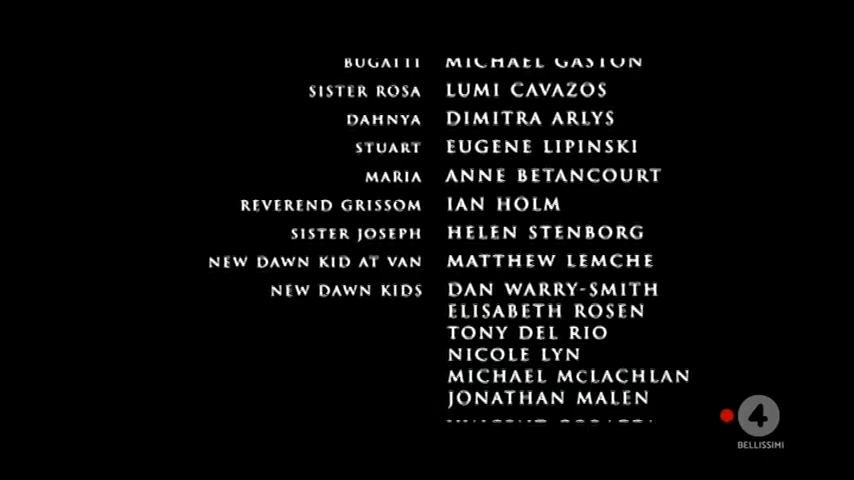 BUGATTI MICHAEL GASTON
SISTER ROSA LUMI CAVAZOS
DAHNYA DIMITRA ARLYS
STUART EUGENE LIPINSKI
MARIA ANNE BETANCOURT
REVEREND GRISSOM IAN HOLM
SISTER JOSEPH HELEN STENBORG
NEW DAWN KID AT VAN MATTHEW LEMCHE
NEW DAWN KIDS DAN WARRY-SMITH
ELISABETH ROSEN
TONY DEL RIO
NICOLE LYN
MICHAEL McLACHLAN
JONATHAN MALEN
4
BELLISSIMI